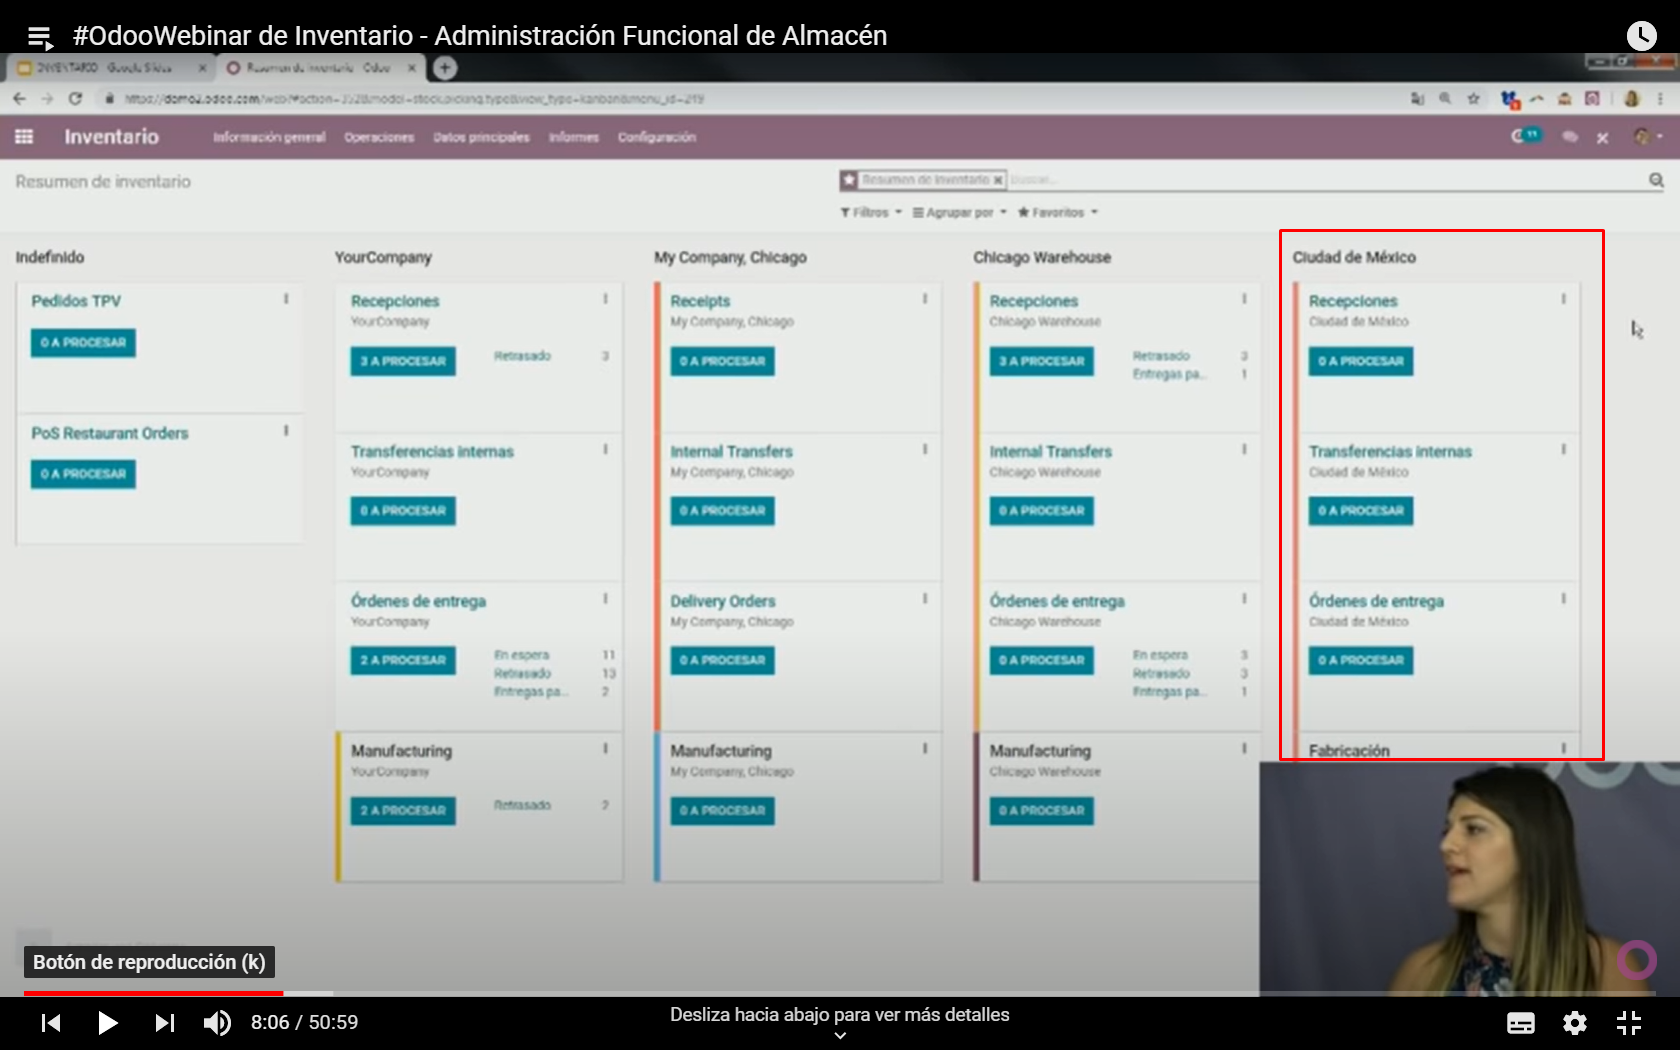 #OdooWebinar de Inventario - Administración Funcional de Almacén
INVENTARIO - Google Slides
Resumen de inventario - Odoo
Inventario
Información general
Operaciones
Datos principales
Informes
Configuración
11
Resumen de inventario
Resumen de Inventario
Buscar...
Filtros
Agrupar por
Favoritos
Indefinido
Pedidos TPV
0 A PROCESAR
PoS Restaurant Orders
0 A PROCESAR
YourCompany
Recepciones
YourCompany
3 A PROCESAR
Retrasado 3
Transferencias internas
YourCompany
0 A PROCESAR
Órdenes de entrega
YourCompany
2 A PROCESAR
En espera 11
Retrasado 13
Entregas pa... 2
Manufacturing
YourCompany
2 A PROCESAR
Retrasado 2
My Company, Chicago
Receipts
My Company, Chicago
0 A PROCESAR
Internal Transfers
My Company, Chicago
0 A PROCESAR
Delivery Orders
My Company, Chicago
0 A PROCESAR
Manufacturing
My Company, Chicago
0 A PROCESAR
Chicago Warehouse
Recepciones
Chicago Warehouse
3 A PROCESAR
Retrasado 3
Entregas pa... 1
Internal Transfers
Chicago Warehouse
0 A PROCESAR
Órdenes de entrega
Chicago Warehouse
0 A PROCESAR
En espera 3
Retrasado 3
Entregas pa... 1
Manufacturing
Chicago Warehouse
0 A PROCESAR
Ciudad de México
Recepciones
Ciudad de México
0 A PROCESAR
Transferencias internas
Ciudad de México
0 A PROCESAR
Órdenes de entrega
Ciudad de México
0 A PROCESAR
Fabricación
Botón de reproducción (k)
8:06 / 50:59
Desliza hacia abajo para ver más detalles